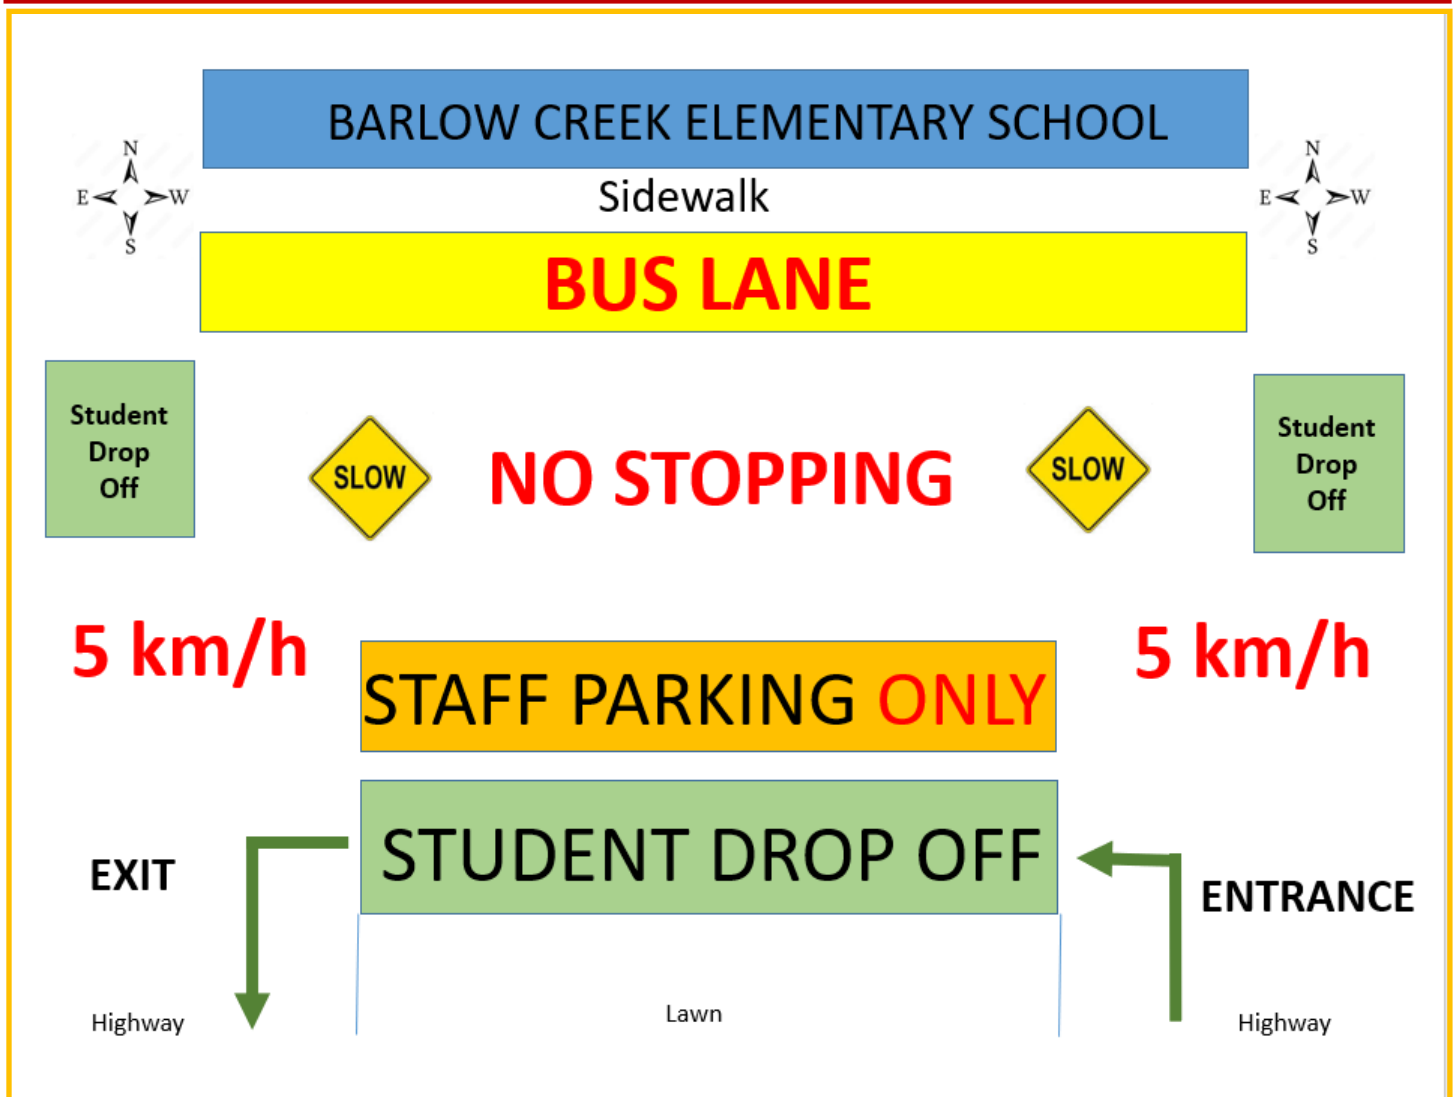 BARLOW CREEK ELEMENTARY SCHOOL
N
E W
S
N
E W
S
Sidewalk
BUS LANE
Student
Drop
Off
SLOW
NO STOPPING
SLOW
Student
Drop
Off
5 km/h
5 km/h
STAFF PARKING ONLY
STUDENT DROP OFF
EXIT
ENTRANCE
Highway
Lawn
Highway